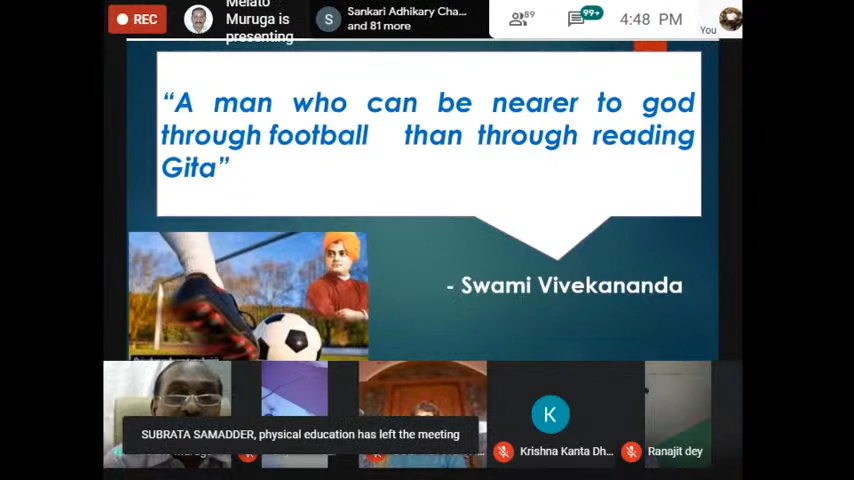 REC
Melato
Muruga is
presenting
S
Sankari Adhikary Cha...
and 81 more
89
99+
4:48 PM
You
“A man who can be nearer to god
through football than through reading
Gita”
- Swami Vivekananda
SUBRATA SAMADDER, physical education has left the meeting
K
Krishna Kanta Dh...
Ranajit dey